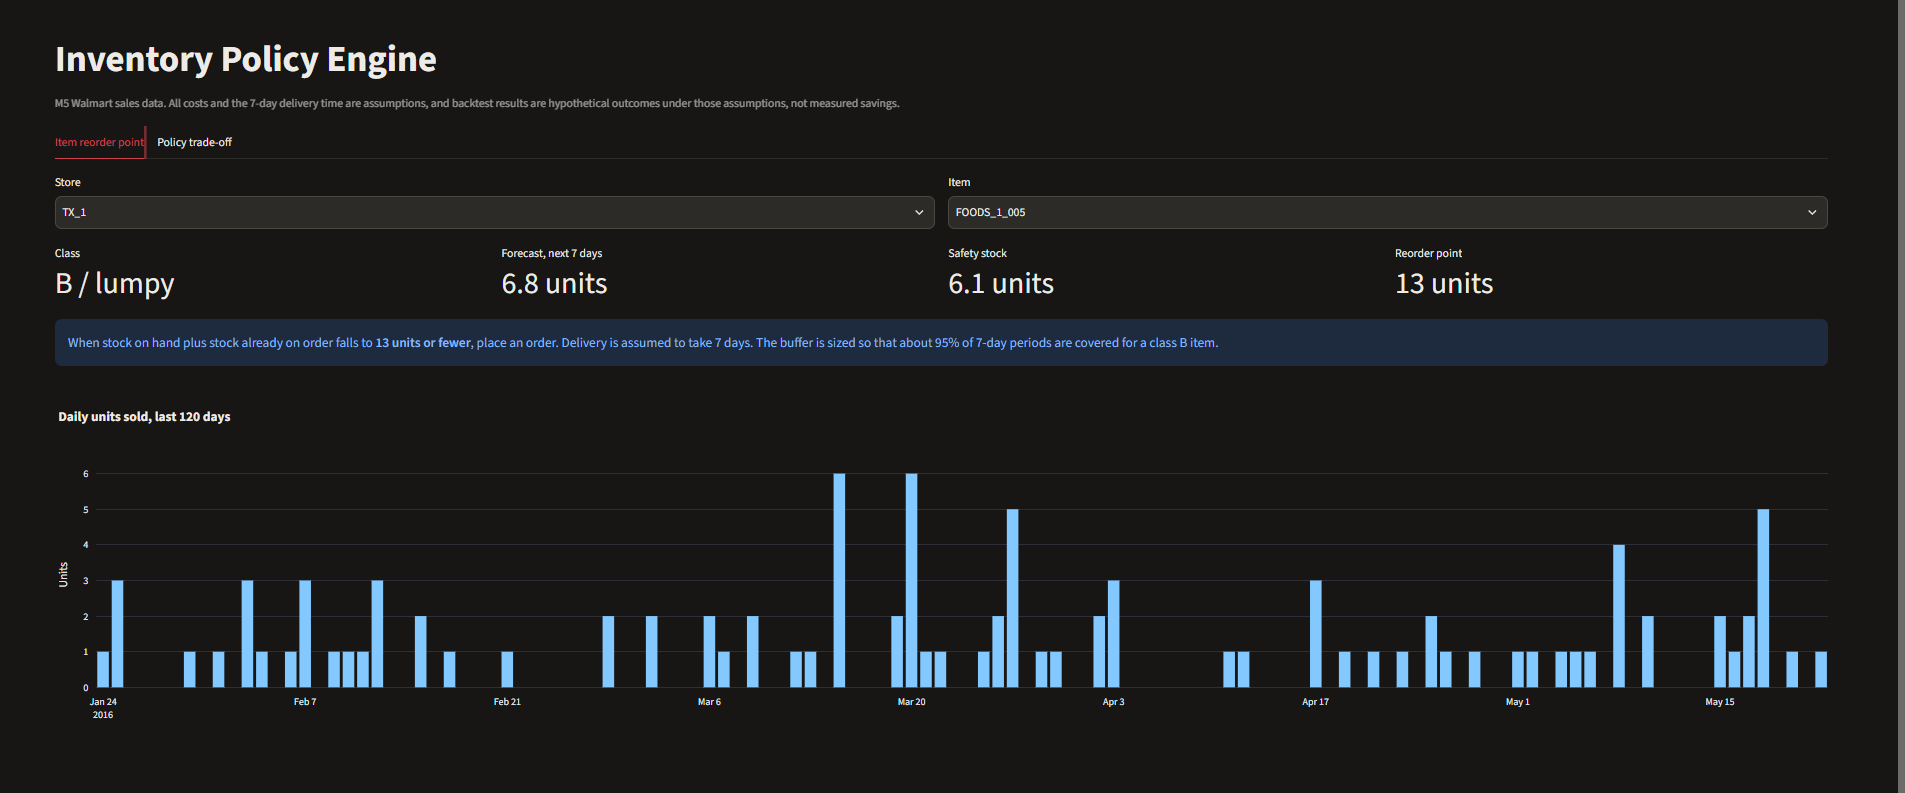 Inventory Policy Engine
M5 Walmart sales data. All costs and the 7-day delivery time are assumptions, and backtest results are hypothetical outcomes under those assumptions, not measured savings.
Item reorder point
Policy trade-off
Store
Item
TX_1
FOODS_1_005
Class
Forecast, next 7 days
Safety stock
Reorder point
B / lumpy
6.8 units
6.1 units
13 units
When stock on hand plus stock already on order falls to 13 units or fewer, place an order. Delivery is assumed to take 7 days. The buffer is sized so that about 95% of 7-day periods are covered for a class B item.
Daily units sold, last 120 days
Units
6
5
4
3
2
1
0
Jan 24
2016
Feb 7
Feb 21
Mar 6
Mar 20
Apr 3
Apr 17
May 1
May 15